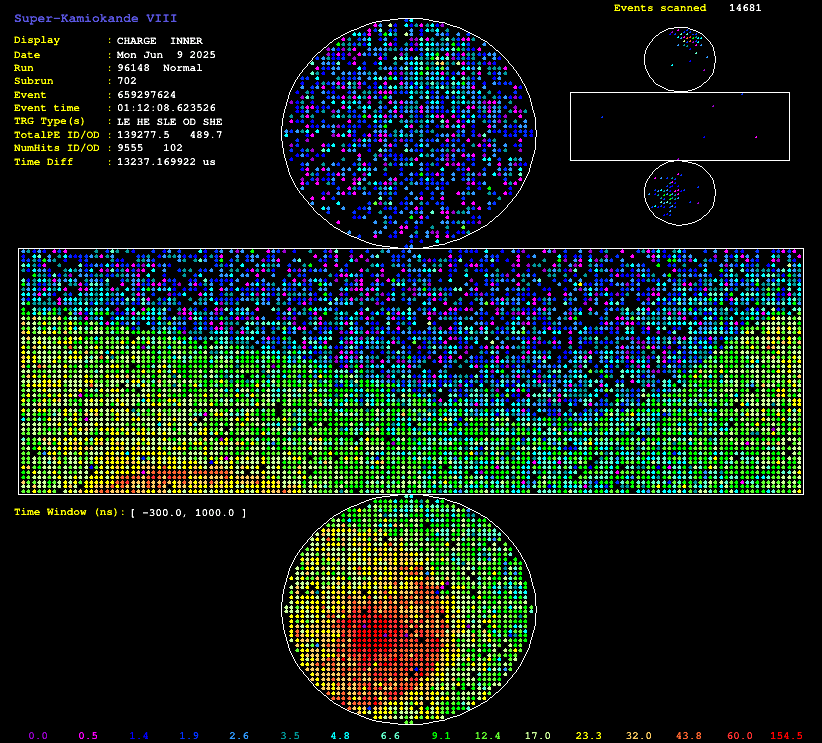 Super-Kamiokande VIII
Events scanned 14681
Display : CHARGE INNER
Date : Mon Jun 9 2025
Run : 96148 Normal
Subrun : 702
Event : 659297624
Event time : 01:12:08.623526
TRG Type(s) : LE HE SLE OD SHE
TotalPE ID/OD : 139277.5 489.7
NumHits ID/OD : 9555 102
Time Diff : 13237.169922 us
Time Window (ns): [ -300.0, 1000.0 ]
0.0 0.5 1.4 1.9 2.6 3.5 4.8 6.6 9.1 12.4 17.0 23.3 32.0 43.8 60.0 154.5